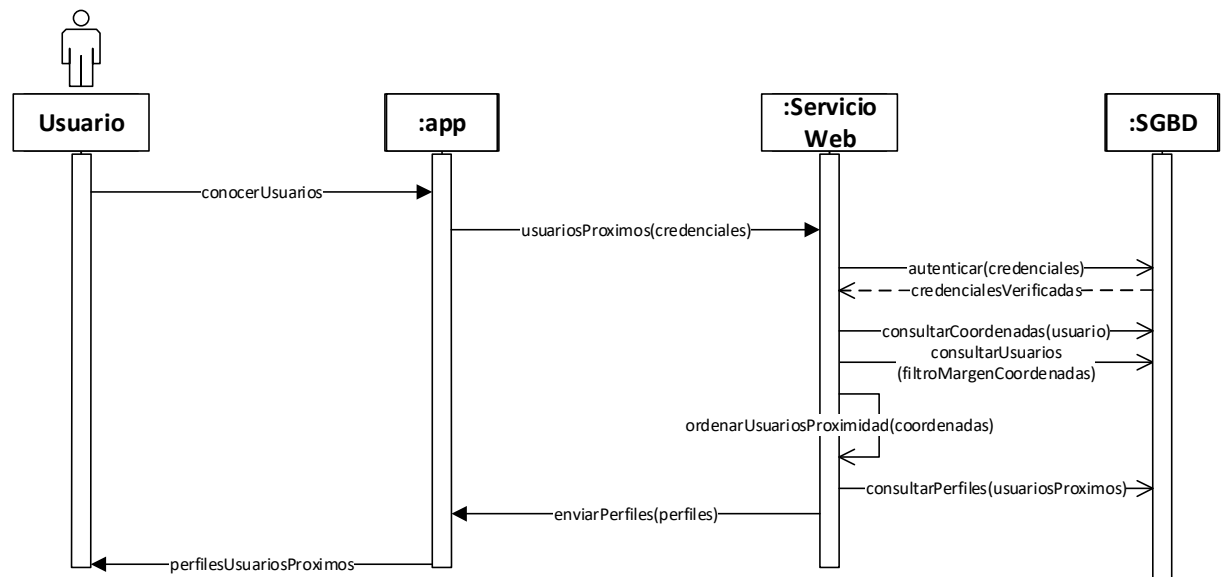 Usuario
:app
:Servicio
Web
:SGBD
conocerUsuarios
usuariosProximos(credenciales)
autenticar(credenciales)
credencialesVerificadas
consultarCoordenadas(usuario)
consultarUsuarios
(filtroMargenCoordenadas)
ordenarUsuariosProximidad(coordenadas)
consultarPerfiles(usuariosProximos)
enviarPerfiles(perfiles)
perfilesUsuariosProximos